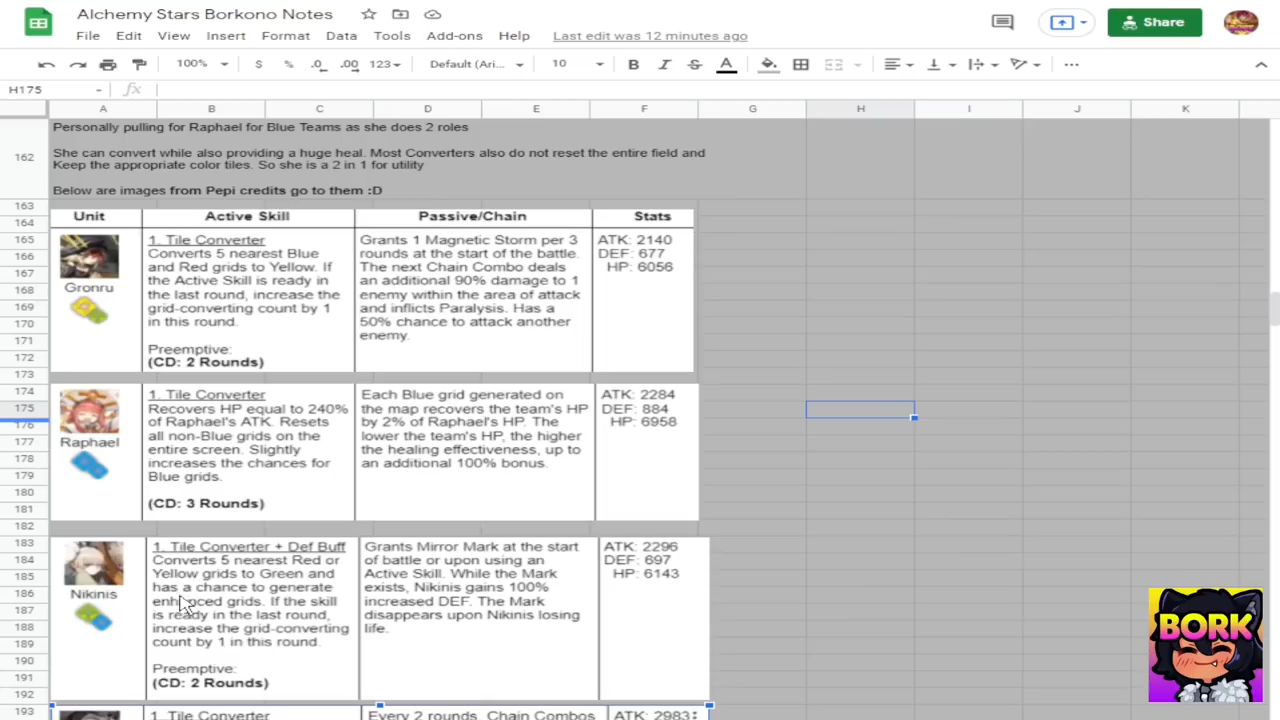 Alchemy Stars Borkono Notes
File Edit View Insert Format Data Tools Add-ons Help Last edit was 12 minutes ago
Share
100% $ % .0 .00 123 Default (Ari... 10 B I S A
H175 fx
A B C D E F G H I J K
Personally pulling for Raphael for Blue Teams as she does 2 roles
162
She can convert while also providing a huge heal. Most Converters also do not reset the entire field and
Keep the appropriate color tiles. So she is a 2 in 1 for utility
Below are images from Pepi credits go to them :D
163
164
165
166
167
168
169
170
171
172
173
174
175
176
177
178
179
180
181
182
183
184
185
186
187
188
189
190
191
192
193
Unit Active Skill Passive/Chain Stats
Gronru
1. Tile Converter
Converts 5 nearest Blue
and Red grids to Yellow. If
the Active Skill is ready in
the last round, increase the
grid-converting count by 1
in this round.
Preemptive:
(CD: 2 Rounds)
Grants 1 Magnetic Storm per 3
rounds at the start of the battle.
The next Chain Combo deals
an additional 90% damage to 1
enemy within the area of attack
and inflicts Paralysis. Has a
50% chance to attack another
enemy.
ATK: 2140
DEF: 677
HP: 6056
Raphael
1. Tile Converter
Recovers HP equal to 240%
of Raphael's ATK. Resets
all non-Blue grids on the
entire screen. Slightly
increases the chances for
Blue grids.
(CD: 3 Rounds)
Each Blue grid generated on
the map recovers the team's HP
by 2% of Raphael's HP. The
lower the team's HP, the higher
the healing effectiveness, up to
an additional 100% bonus.
ATK: 2284
DEF: 884
HP: 6958
Nikinis
1. Tile Converter + Def Buff
Converts 5 nearest Red or
Yellow grids to Green and
has a chance to generate
enhanced grids. If the skill
is ready in the last round,
increase the grid-converting
count by 1 in this round.
Preemptive:
(CD: 2 Rounds)
Grants Mirror Mark at the start
of battle or upon using an
Active Skill. While the Mark
exists, Nikinis gains 100%
increased DEF. The Mark
disappears upon Nikinis losing
life.
ATK: 2296
DEF: 697
HP: 6143
1. Tile Converter
Every 2 rounds, Chain Combos
ATK: 2983
BORK